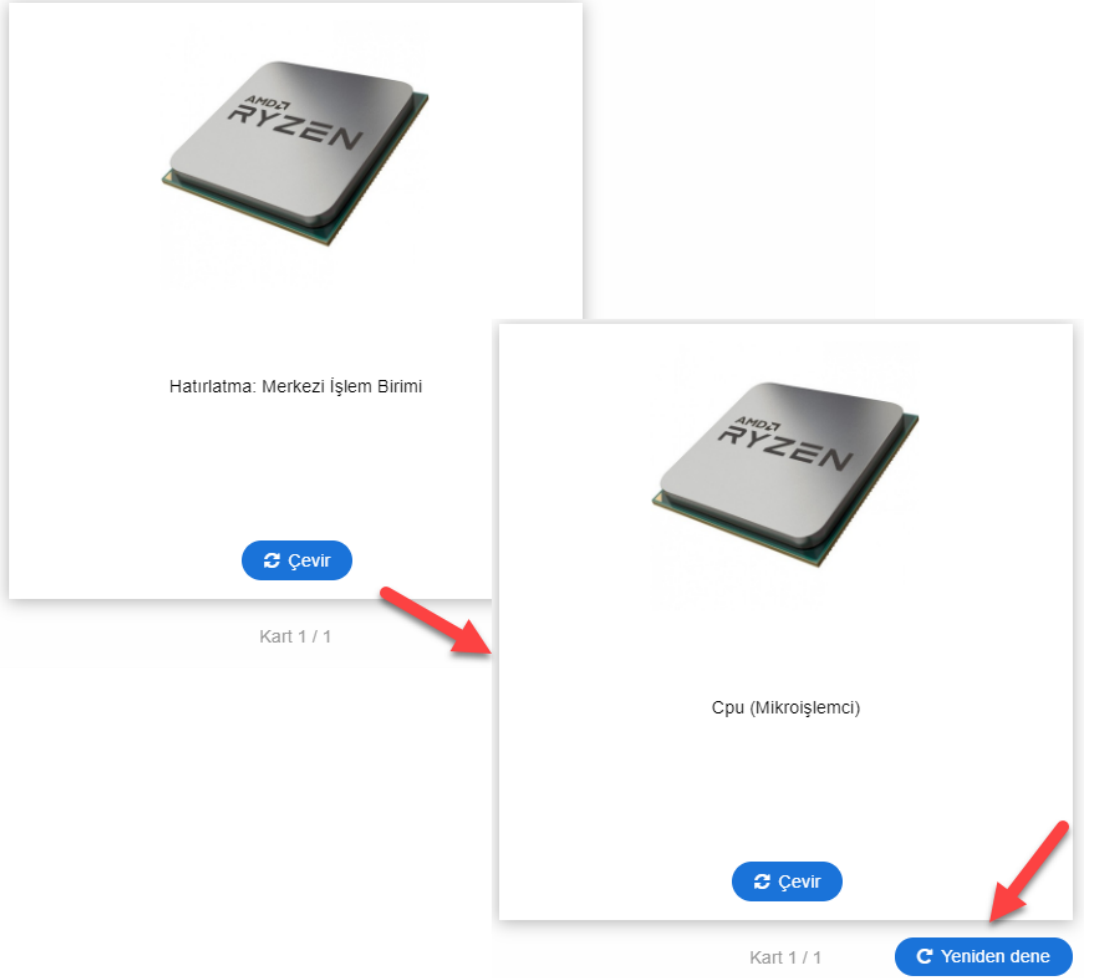 AMD
RYZEN
Hatırlatma: Merkezi İşlem Birimi
Çevir
Kart 1 / 1
AMD
RYZEN
Cpu (Mikroişlemci)
Çevir
Kart 1 / 1
Yeniden dene